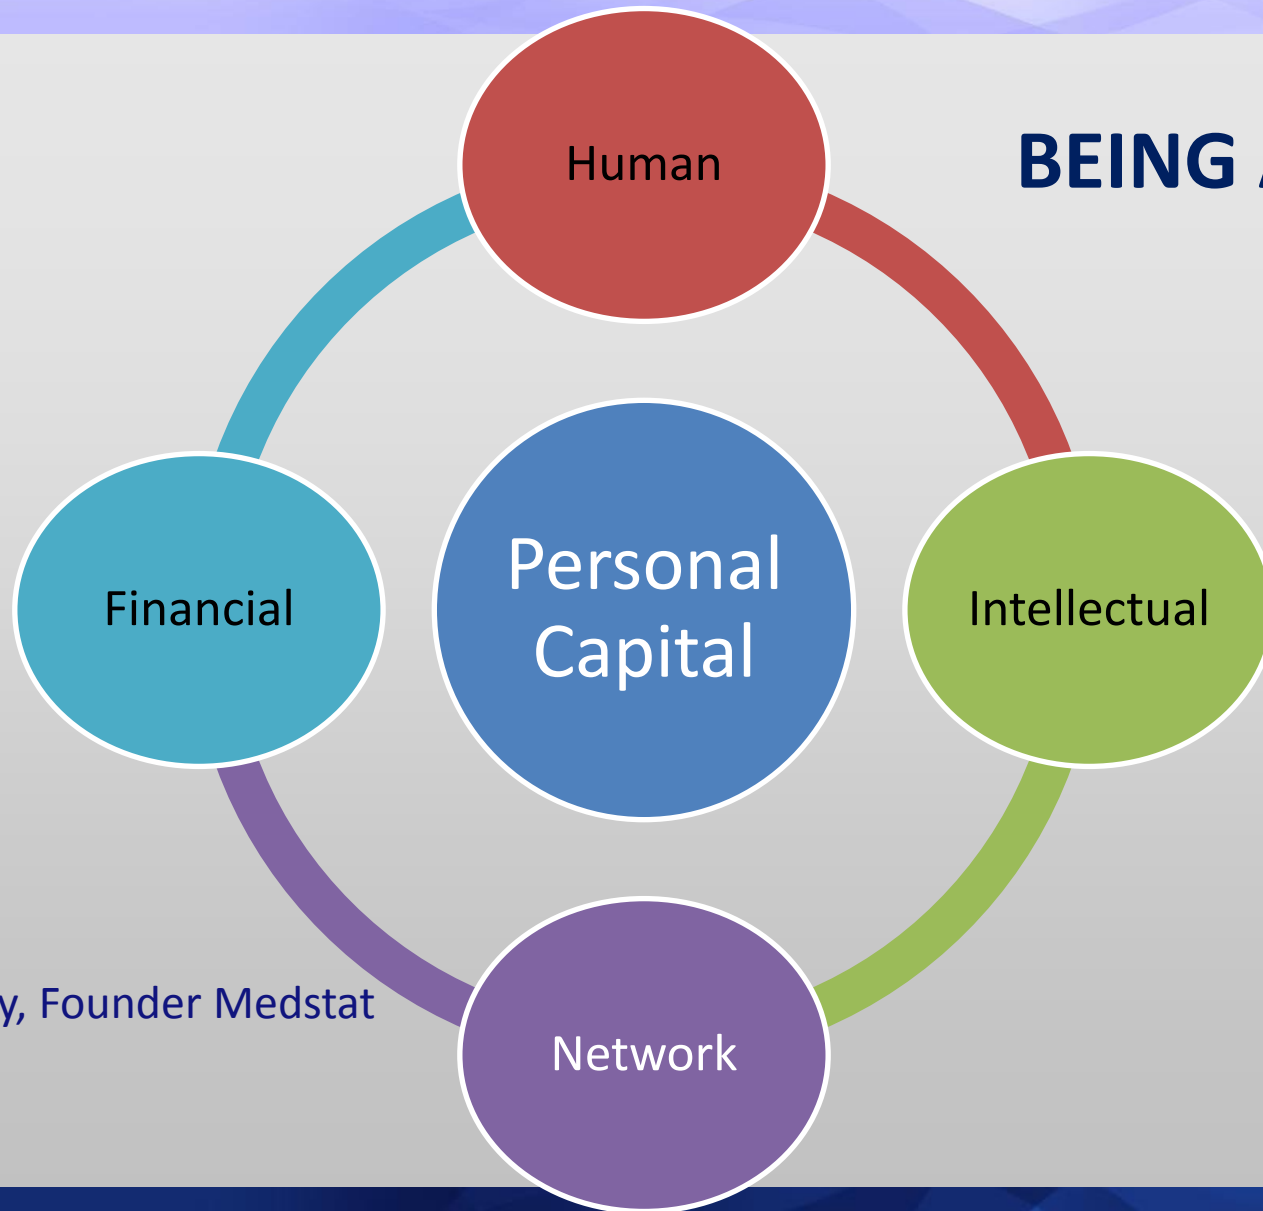 Human
BEING
Personal
Capital
Financial
Intellectual
Founder Medstat
Network